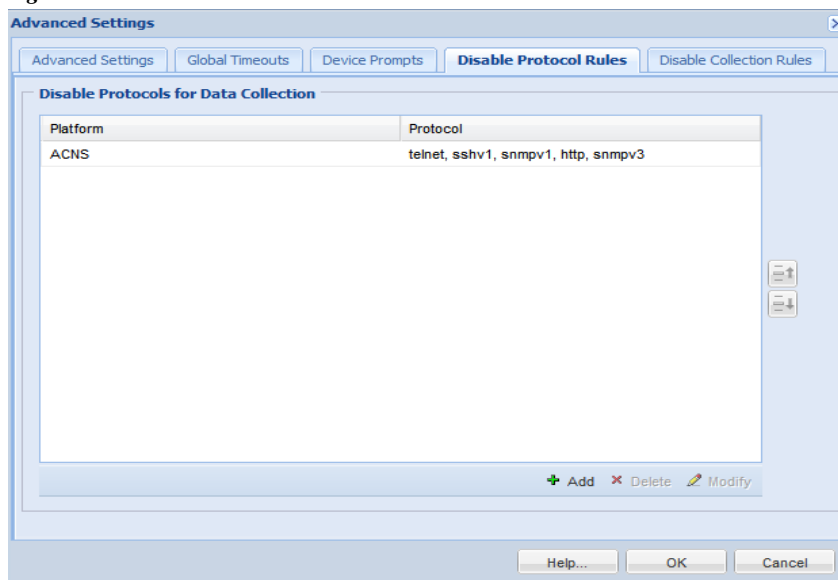 Advanced Settings
Advanced Settings Global Timeouts Device Prompts Disable Protocol Rules Disable Collection Rules
Disable Protocols for Data Collection
Platform Protocol
ACNS telnet, sshv1, snmpv1, http, snmpv3
Add Delete Modify
Help... OK Cancel